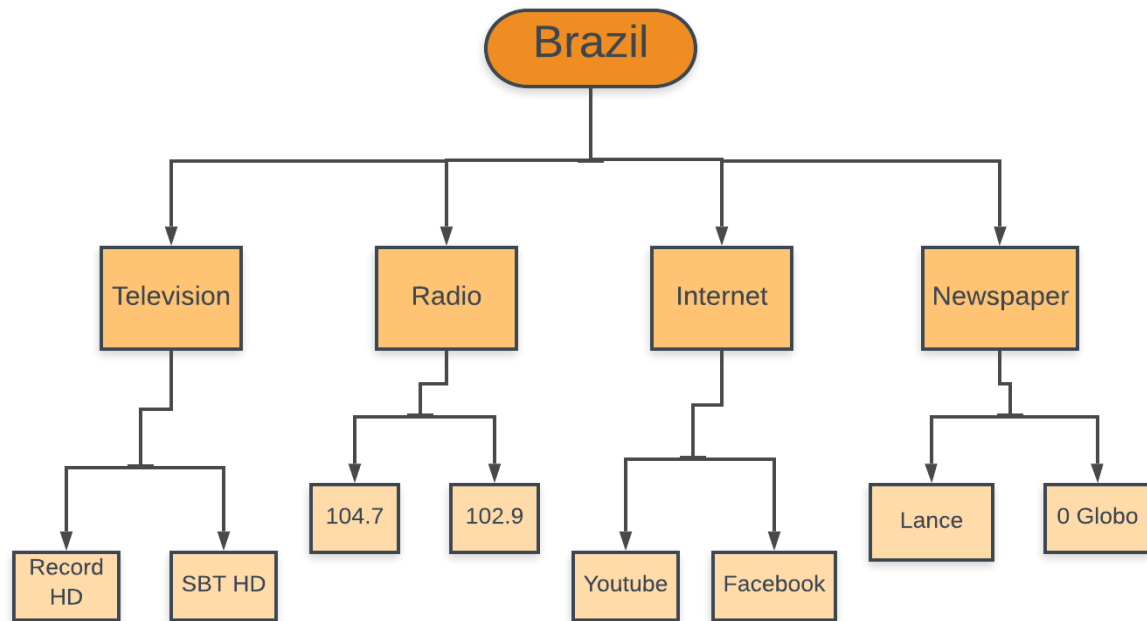 Brazil
Television
Radio
Internet
Newspaper
104.7
102.9
Lance
0 Globo
Record
HD
SBT HD
Youtube
Facebook